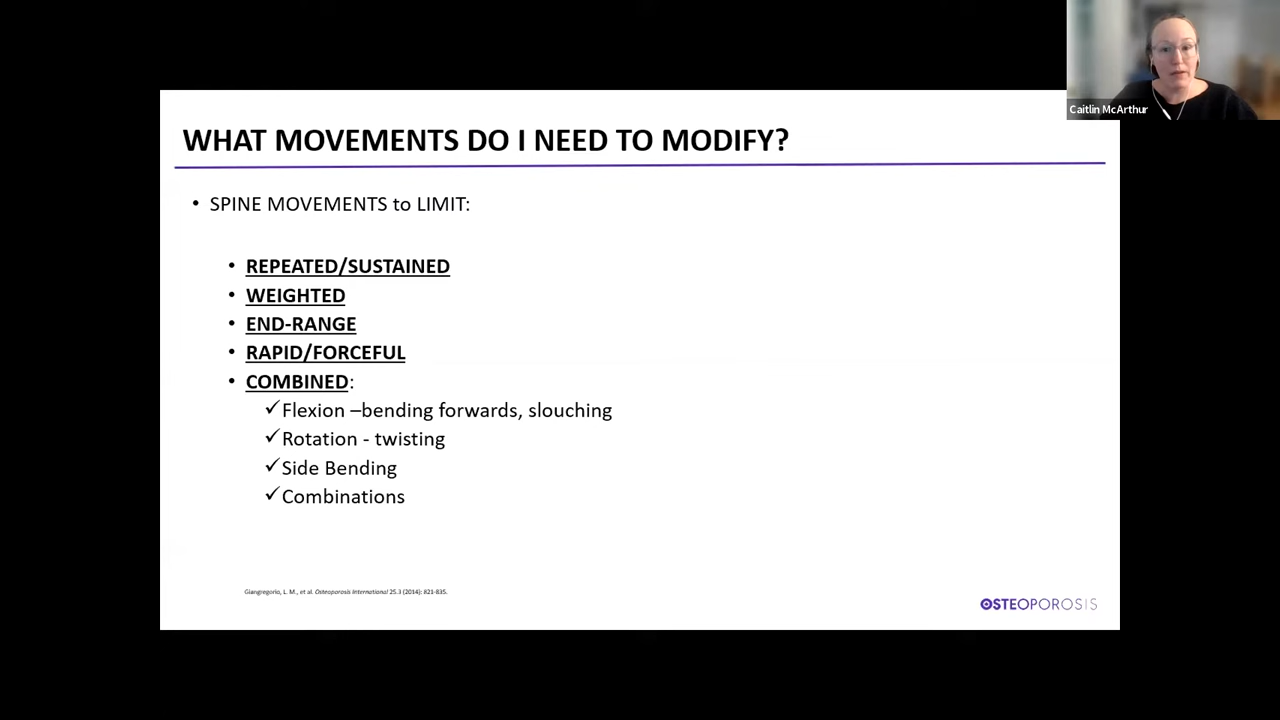 Caitlin McArthur
WHAT MOVEMENTS DO I NEED TO MODIFY?
• SPINE MOVEMENTS to LIMIT:
• REPEATED/SUSTAINED
• WEIGHTED
• END-RANGE
• RAPID/FORCEFUL
• COMBINED:
✓Flexion –bending forwards, slouching
✓Rotation - twisting
✓Side Bending
✓Combinations
Giangregorio, L. M., et al. Osteoporosis International 25.3 (2014): 821-835.
OSTEOPOROSIS